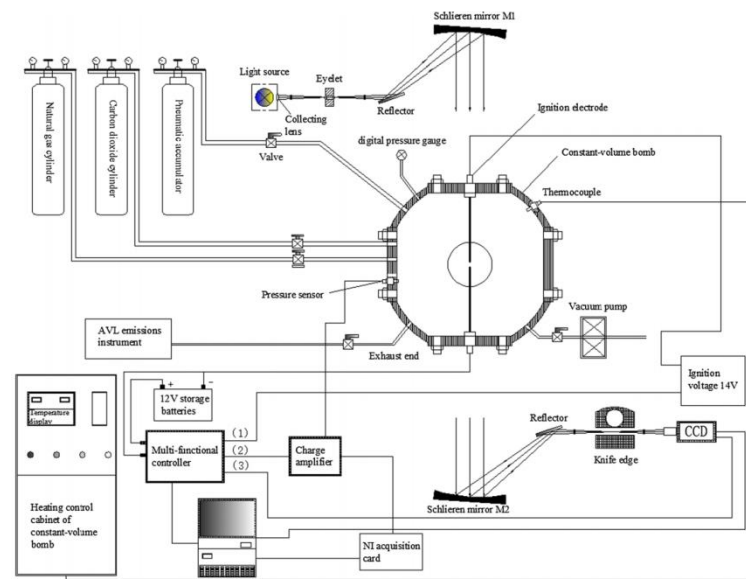 Schlieren mirror M1
Light source
Eyelet
Reflector
Collecting
lens
Natural gas cylinder
Carbon dioxide
cylinder
Pneumatic accumulator
Valve
digital pressure gauge
Ignition electrode
Constant-volume bomb
Thermocouple
Pressure sensor
Vacuum pump
AVL emissions
instrument
Exhaust end
Ignition
voltage 14V
+
-
12V storage
batteries
Temperature
display
(1)
(2)
(3)
Multi-functional
controller
Charge
amplifier
Reflector
CCD
Knife edge
Schlieren mirror M2
Heating control
cabinet of
constant-volume
bomb
NI acquisition
card